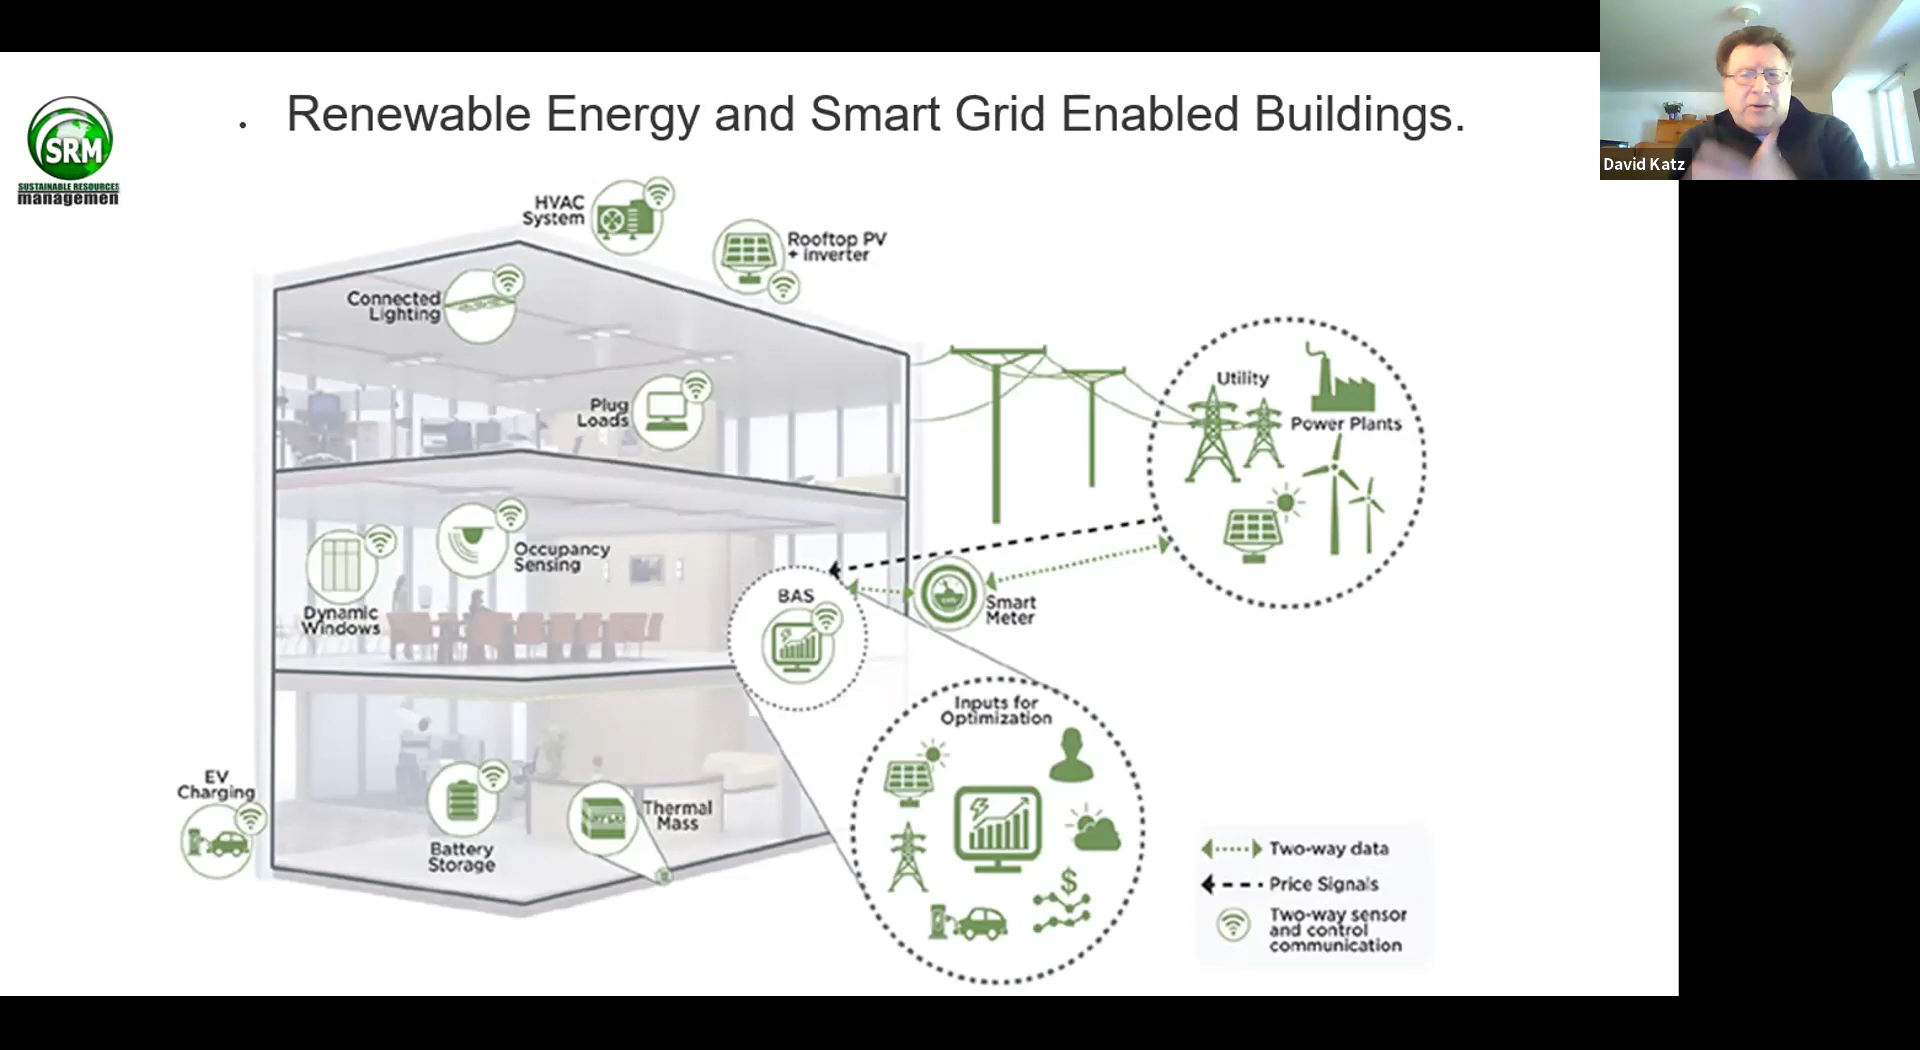 • Renewable Energy and Smart Grid Enabled Buildings.
David Katz
SRM
SUSTAINABLE RESOURCES
managemen
HVAC
System
Rooftop PV
+ inverter
Connected
Lighting
Plug
Loads
Utility
Power Plants
Occupancy
Sensing
Dynamic
Windows
BAS
Smart
Meter
Inputs for
Optimization
$
EV
Charging
Battery
Storage
Thermal
Mass
Two-way data
Price Signals
Two-way sensor
and control
communication